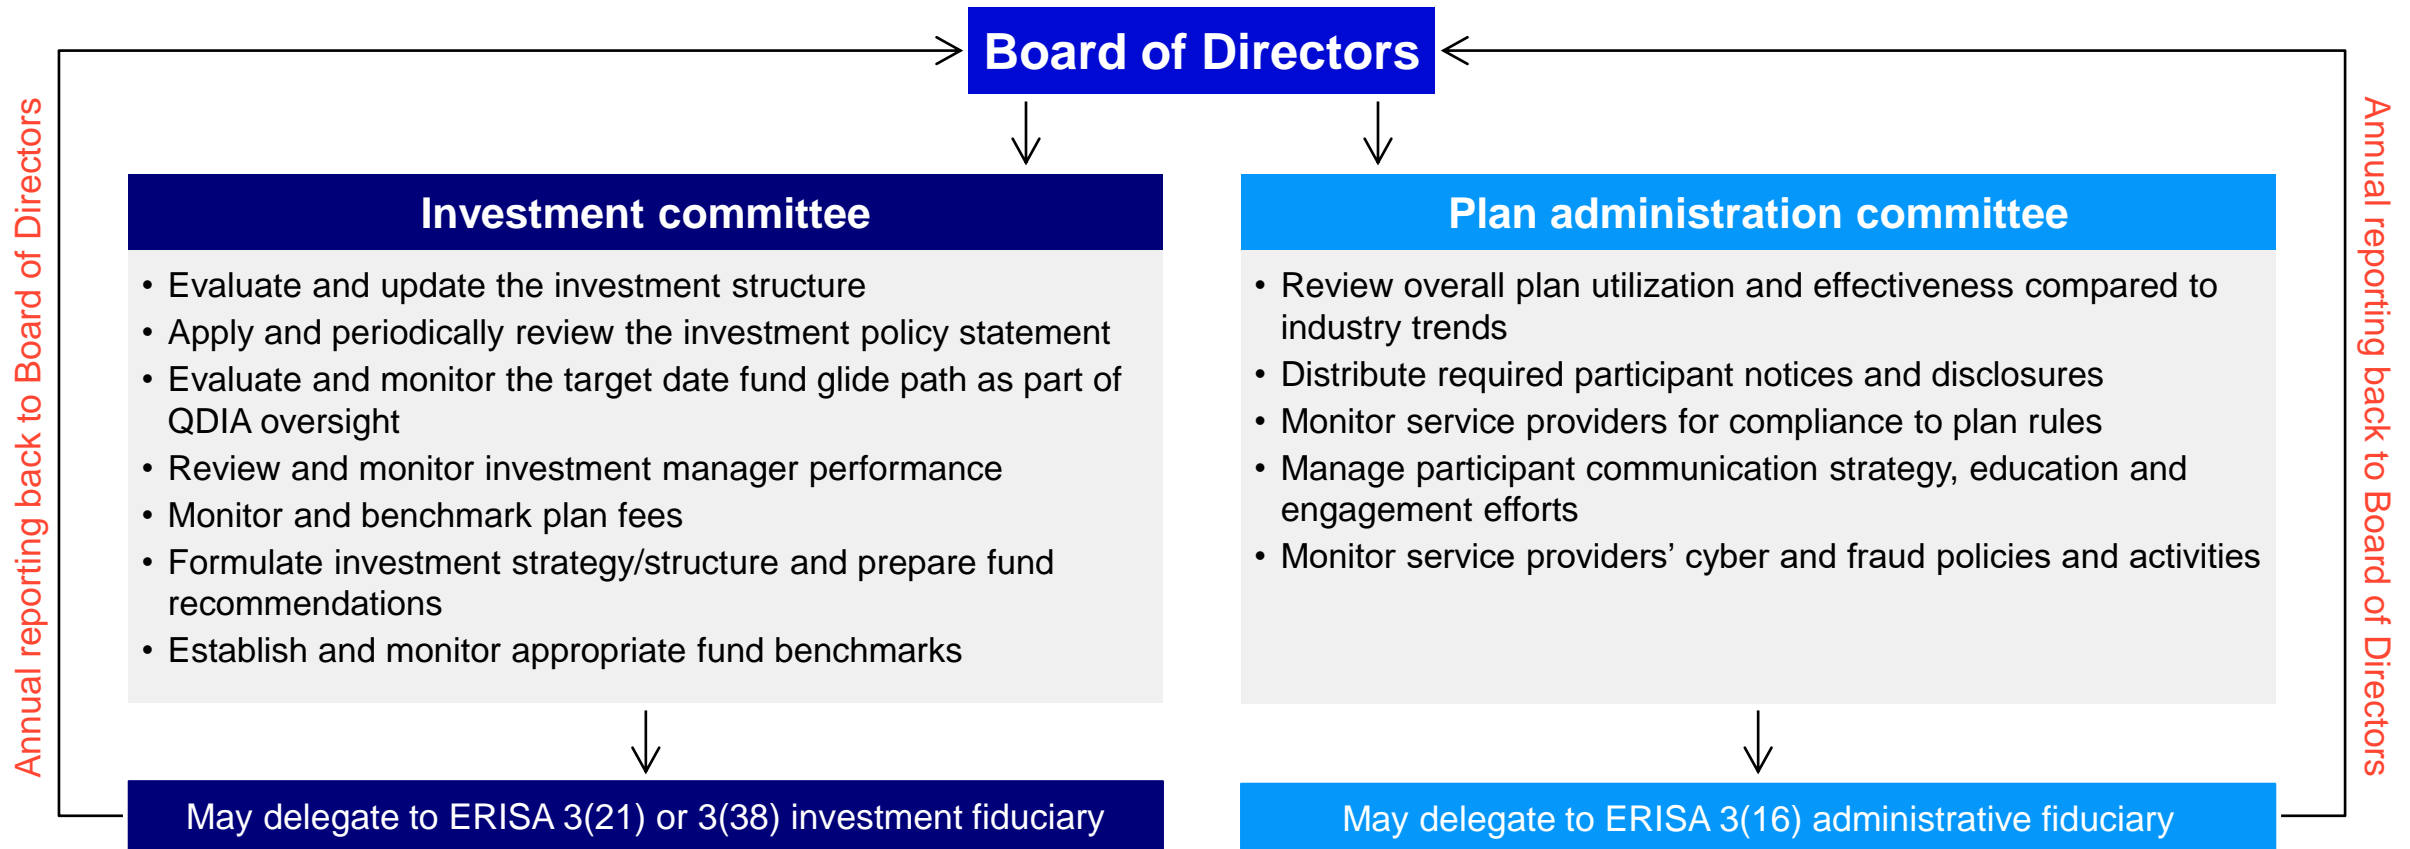 Board of Directors
Annual reporting back to Board of Directors
Investment committee
• Evaluate and update the investment structure
• Apply and periodically review the investment policy statement
• Evaluate and monitor the target date fund glide path as part of
QDIA oversight
• Review and monitor investment manager performance
• Monitor and benchmark plan fees
• Formulate investment strategy/structure and prepare fund
recommendations
• Establish and monitor appropriate fund benchmarks
May delegate to ERISA 3(21) or 3(38) investment fiduciary
Plan administration committee
• Review overall plan utilization and effectiveness compared to
industry trends
• Distribute required participant notices and disclosures
• Monitor service providers for compliance to plan rules
• Manage participant communication strategy, education and
engagement efforts
• Monitor service providers’ cyber and fraud policies and activities
May delegate to ERISA 3(16) administrative fiduciary
Annual reporting back to Board of Directors